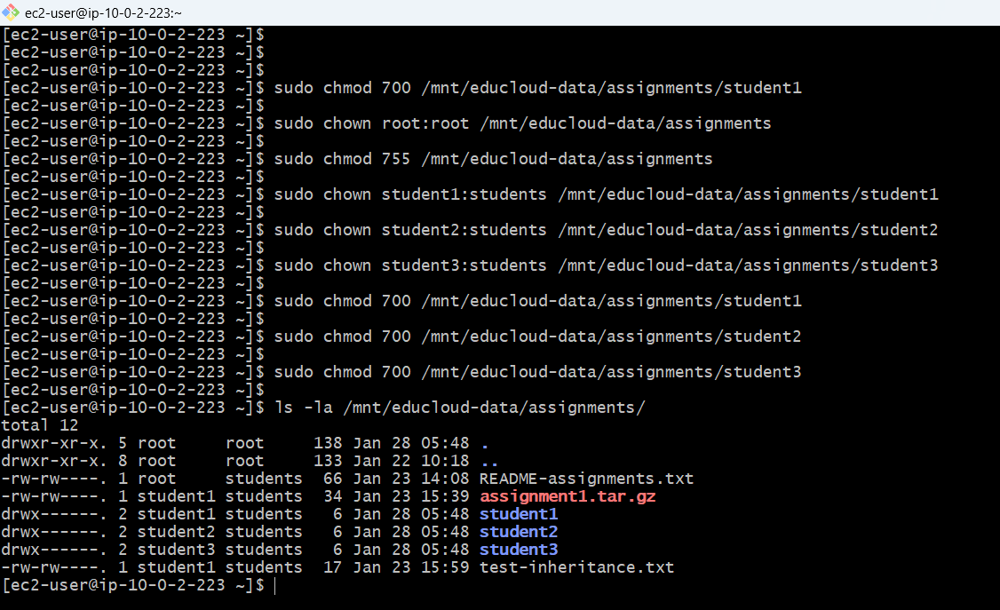 ec2-user@ip-10-0-2-223:~
[ec2-user@ip-10-0-2-223 ~]$
[ec2-user@ip-10-0-2-223 ~]$
[ec2-user@ip-10-0-2-223 ~]$
[ec2-user@ip-10-0-2-223 ~]$ sudo chmod 700 /mnt/educloud-data/assignments/student1
[ec2-user@ip-10-0-2-223 ~]$
[ec2-user@ip-10-0-2-223 ~]$ sudo chown root:root /mnt/educloud-data/assignments
[ec2-user@ip-10-0-2-223 ~]$
[ec2-user@ip-10-0-2-223 ~]$ sudo chmod 755 /mnt/educloud-data/assignments
[ec2-user@ip-10-0-2-223 ~]$
[ec2-user@ip-10-0-2-223 ~]$ sudo chown student1:students /mnt/educloud-data/assignments/student1
[ec2-user@ip-10-0-2-223 ~]$
[ec2-user@ip-10-0-2-223 ~]$ sudo chown student2:students /mnt/educloud-data/assignments/student2
[ec2-user@ip-10-0-2-223 ~]$
[ec2-user@ip-10-0-2-223 ~]$ sudo chown student3:students /mnt/educloud-data/assignments/student3
[ec2-user@ip-10-0-2-223 ~]$
[ec2-user@ip-10-0-2-223 ~]$ sudo chmod 700 /mnt/educloud-data/assignments/student1
[ec2-user@ip-10-0-2-223 ~]$
[ec2-user@ip-10-0-2-223 ~]$ sudo chmod 700 /mnt/educloud-data/assignments/student2
[ec2-user@ip-10-0-2-223 ~]$
[ec2-user@ip-10-0-2-223 ~]$ sudo chmod 700 /mnt/educloud-data/assignments/student3
[ec2-user@ip-10-0-2-223 ~]$
[ec2-user@ip-10-0-2-223 ~]$ ls -la /mnt/educloud-data/assignments/
total 12
drwxr-xr-x. 5 root     root     138 Jan 28 05:48 .
drwxr-xr-x. 8 root     root     133 Jan 22 10:18 ..
-rw-rw----. 1 root     students  66 Jan 23 14:08 README-assignments.txt
-rw-rw----. 1 student1 students  34 Jan 23 15:39 assignment1.tar.gz
drwx------. 2 student1 students   6 Jan 28 05:48 student1
drwx------. 2 student2 students   6 Jan 28 05:48 student2
drwx------. 2 student3 students   6 Jan 28 05:48 student3
-rw-rw----. 1 student1 students  17 Jan 23 15:59 test-inheritance.txt
[ec2-user@ip-10-0-2-223 ~]$